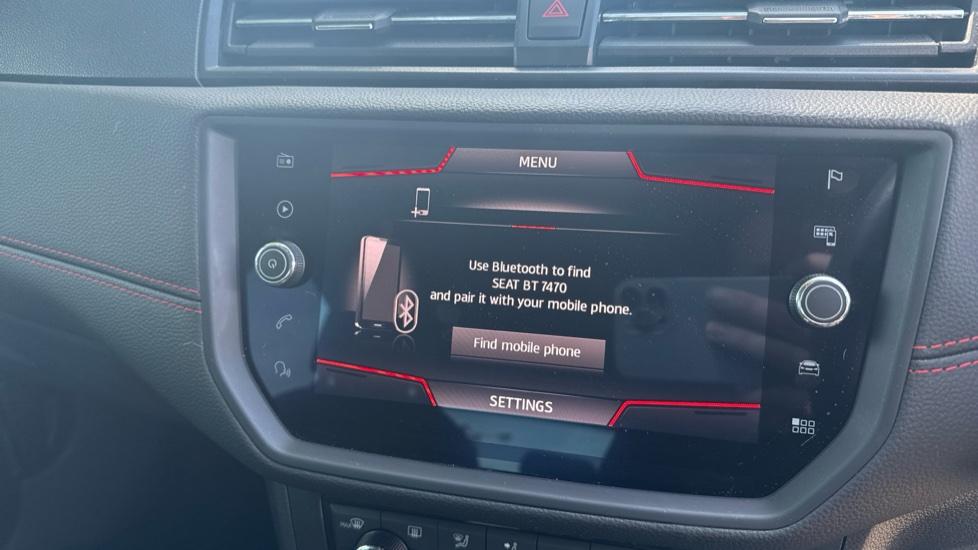 MENU
Use Bluetooth to find
SEAT BT 7470
and pair it with your mobile phone.
Find mobile phone
SETTINGS
MAX